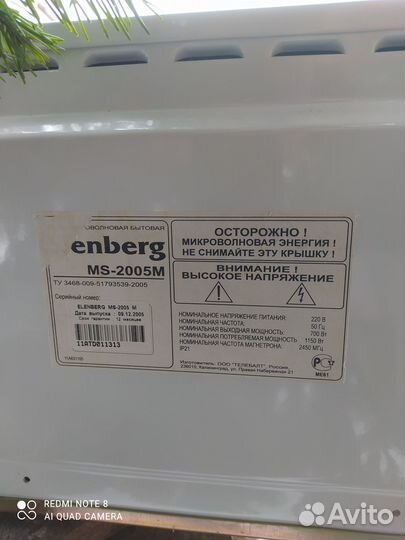 ОВОЛНОВАЯ БЫТОВАЯ
enberg
MS-2005M
ТУ 3468-009-51793539-2005
Серийный номер:
ELENBERG MS-2005 M
Дата выпуска : 09.12.2005
Срок гарантии : 12 месяцев
11ATD011313
ОСТОРОЖНО !
МИКРОВОЛНОВАЯ ЭНЕРГИЯ !
НЕ СНИМАЙТЕ ЭТУ КРЫШКУ !
ВНИМАНИЕ !
ВЫСОКОЕ НАПРЯЖЕНИЕ
НОМИНАЛЬНОЕ НАПРЯЖЕНИЕ ПИТАНИЯ: 220 В
НОМИНАЛЬНАЯ ЧАСТОТА: 50 Гц
НОМИНАЛЬНАЯ ВЫХОДНАЯ МОЩНОСТЬ: 700 Вт
НОМИНАЛЬНАЯ ПОТРЕБЛЯЕМАЯ МОЩНОСТЬ: 1150 Вт
НОМИНАЛЬНАЯ ЧАСТОТА МАГНЕТРОНА: 2450 МГц
IP21
Изготовитель: ООО "ТЕЛЕБАЛТ", Россия,
236010, Калининград, ул. Правая Набережная 21
МЕ61
REDMI NOTE 8
AI QUAD CAMERA
Avito